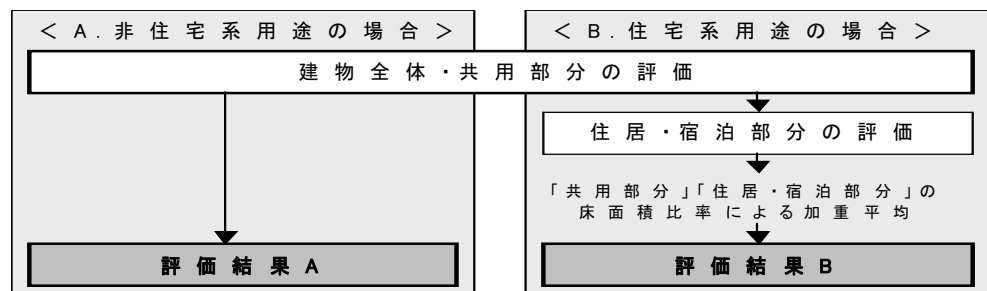 ＜A.非住宅系用途の場合＞
＜B.住宅系用途の場合＞
建物全体・共用部分の評価
住居・宿泊部分の評価
「共用部分」「住居・宿泊部分」の
床面積比率による加重平均
評価結果A
評価結果B